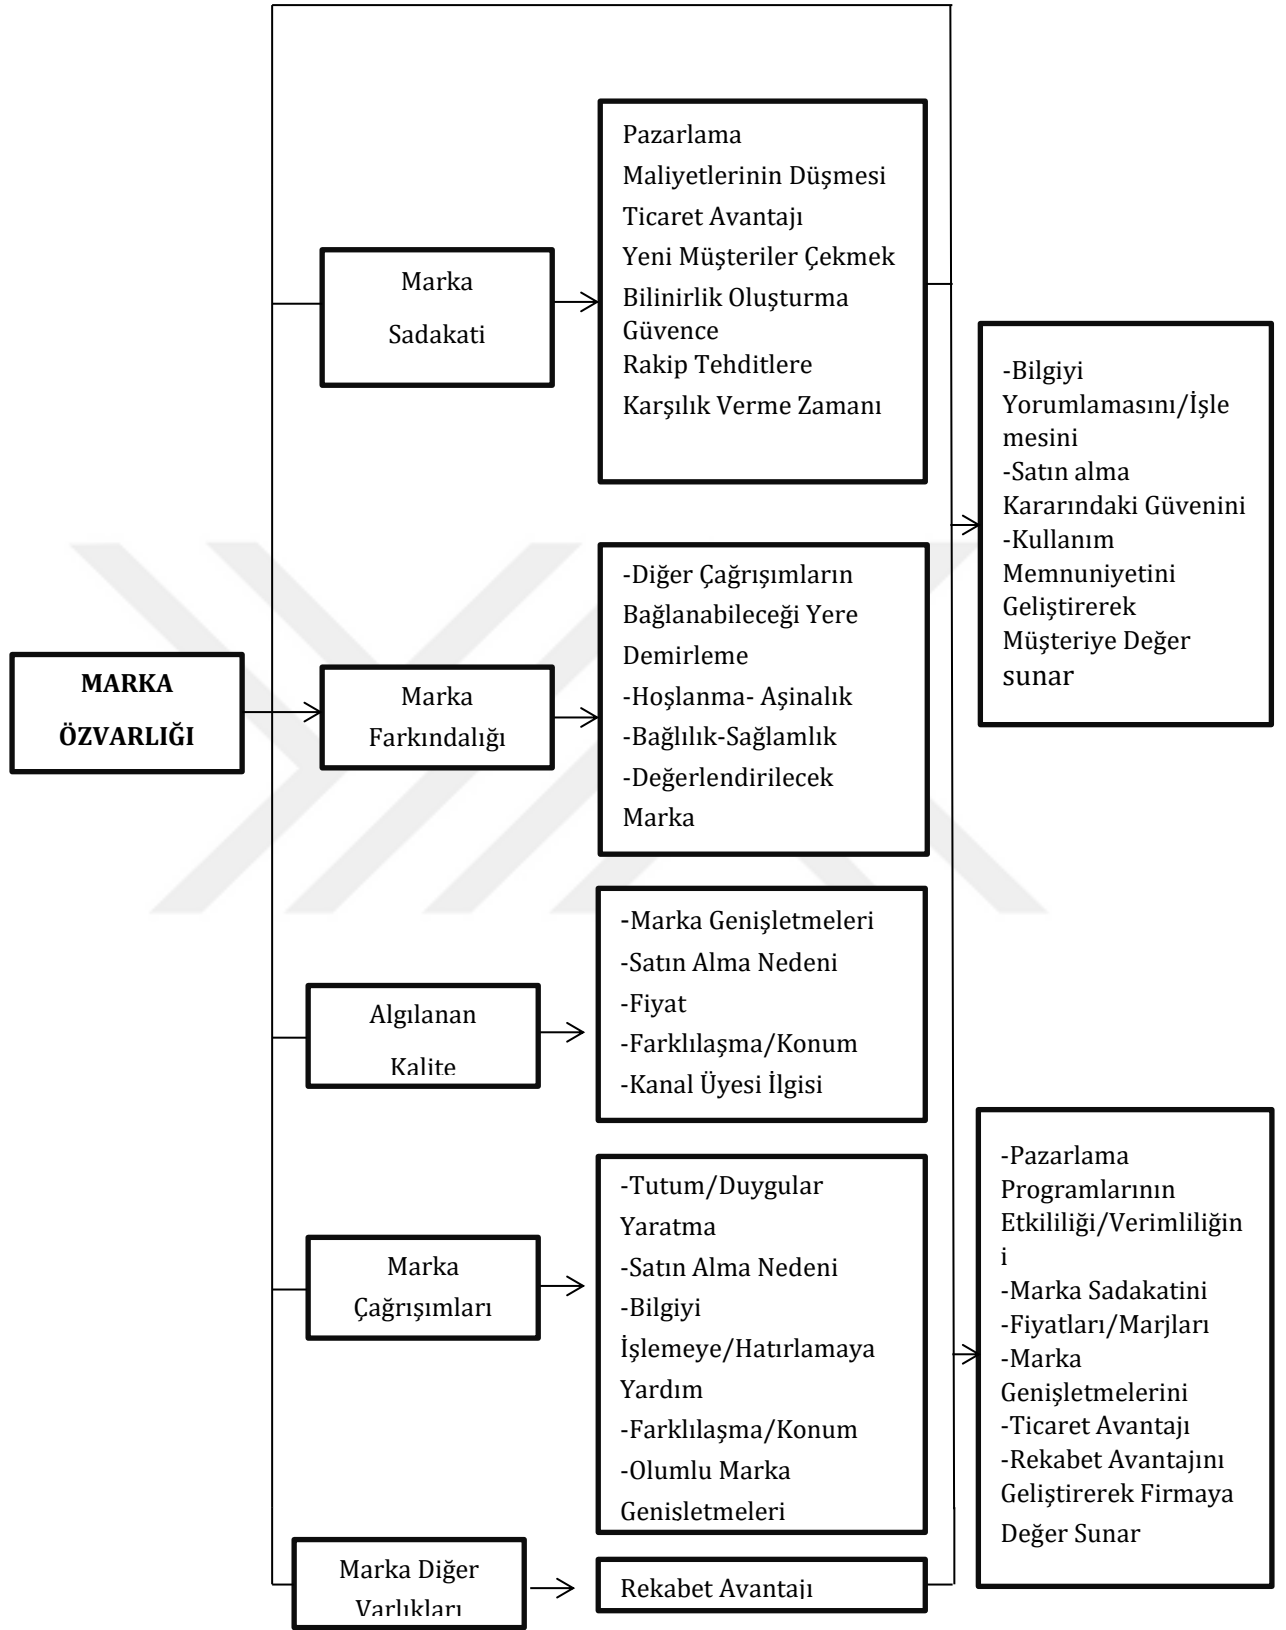 MARKA
ÖZVARLIĞI
Marka
Sadakati
Pazarlama
Maliyetlerinin Düşmesi
Ticaret Avantajı
Yeni Müşteriler Çekmek
Bilinirlik Oluşturma
Güvence
Rakip Tehditlere
Karşılık Verme Zamanı
Marka
Farkındalığı
-Diğer Çağrışımların
Bağlanabileceği Yere
Demirleme
-Hoşlanma- Aşinalık
-Bağlılık-Sağlamlık
-Değerlendirilecek
Marka
Algılanan
Kalite
-Marka Genişletmeleri
-Satın Alma Nedeni
-Fiyat
-Farklılaşma/Konum
-Kanal Üyesi İlgisi
Marka
Çağrışımları
-Tutum/Duygular
Yaratma
-Satın Alma Nedeni
-Bilgiyi
İşlemeye/Hatırlamaya
Yardım
-Farklılaşma/Konum
-Olumlu Marka
Genisletmeleri
Marka Diğer
Varlıkları
Rekabet Avantajı
-Bilgiyi
Yorumlamasını/İşle
mesini
-Satın alma
Kararındaki Güvenini
-Kullanım
Memnuniyetini
Geliştirerek
Müşteriye Değer
sunar
-Pazarlama
Programlarının
Etkililiği/Verimliliğin
i
-Marka Sadakatini
-Fiyatları/Marjları
-Marka
Genişletmelerini
-Ticaret Avantajı
-Rekabet Avantajını
Geliştirerek Firmaya
Değer Sunar